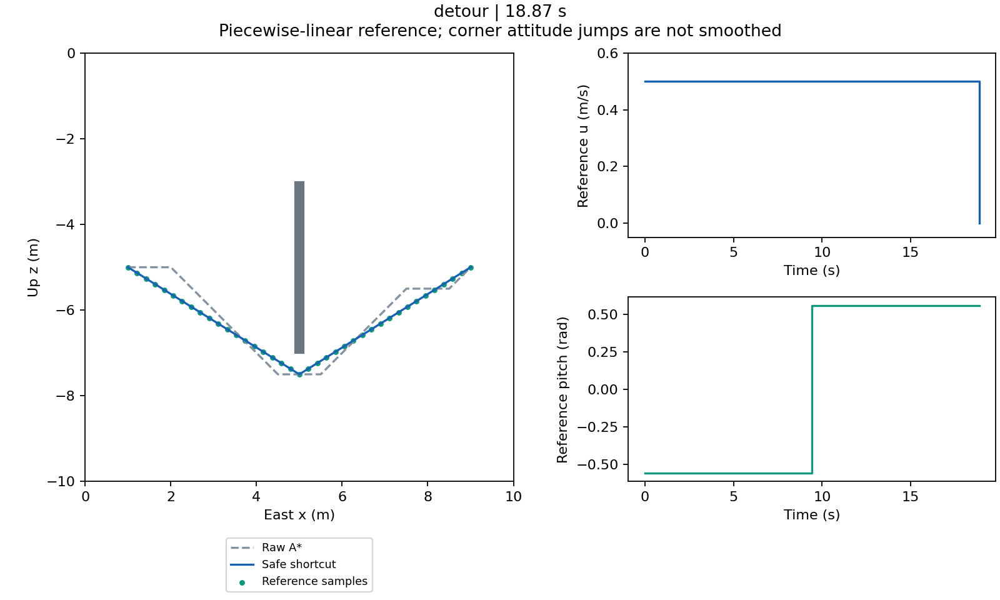 detour | 18.87 s
Piecewise-linear reference; corner attitude jumps are not smoothed
0
−2
−4
−6
−8
−10
Up z (m)
0
2
4
6
8
10
East x (m)
Raw A*
Safe shortcut
Reference samples
0.6
0.4
0.2
0.0
Reference u (m/s)
0
5
10
15
Time (s)
0.50
0.25
0.00
−0.25
−0.50
Reference pitch (rad)
0
5
10
15
Time (s)